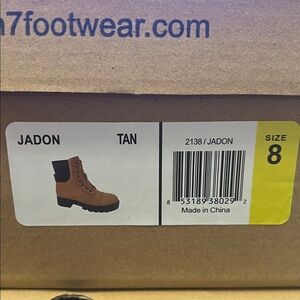 7footwear.com
JADON
TAN
2138/JADON
8 53189 38029 2
Made in China
SIZE
8